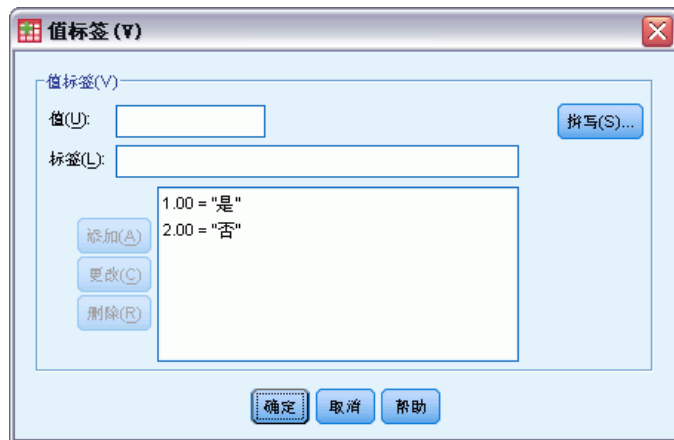 值标签(V)
值标签(V)
值(U):
拼写(S)...
标签(L):
1.00 = "是"
2.00 = "否"
添加(A)
更改(C)
删除(R)
确定
取消
帮助